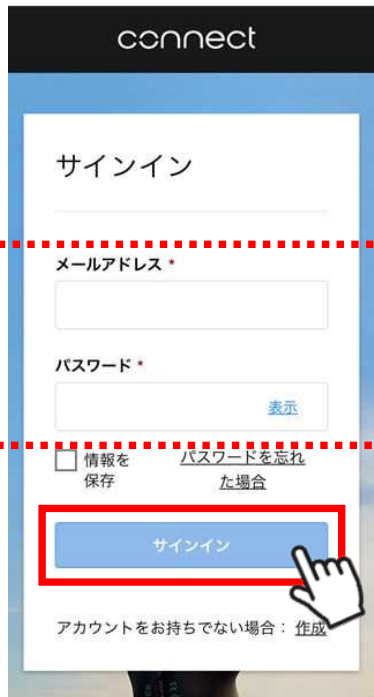 connect
サインイン
メールアドレス *
パスワード *
表示
情報を
保存
パスワードを忘れ
た場合
サインイン
アカウントをお持ちでない場合： 作成